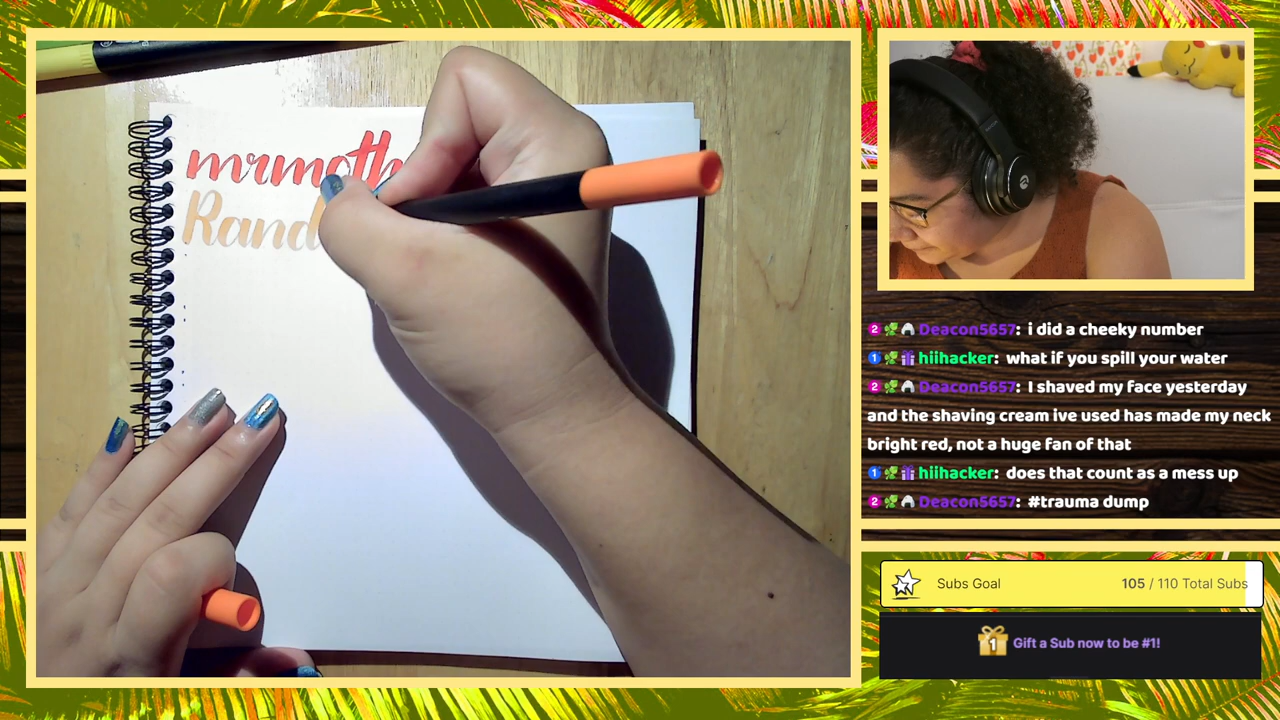 mrmoth
Rand
Deacon5657: i did a cheeky number
hiihacker: what if you spill your water
Deacon5657: I shaved my face yesterday
and the shaving cream ive used has made my neck
bright red, not a huge fan of that
hiihacker: does that count as a mess up
Deacon5657: #trauma dump
Subs Goal 105 / 110 Total Subs
1 Gift a Sub now to be #1!